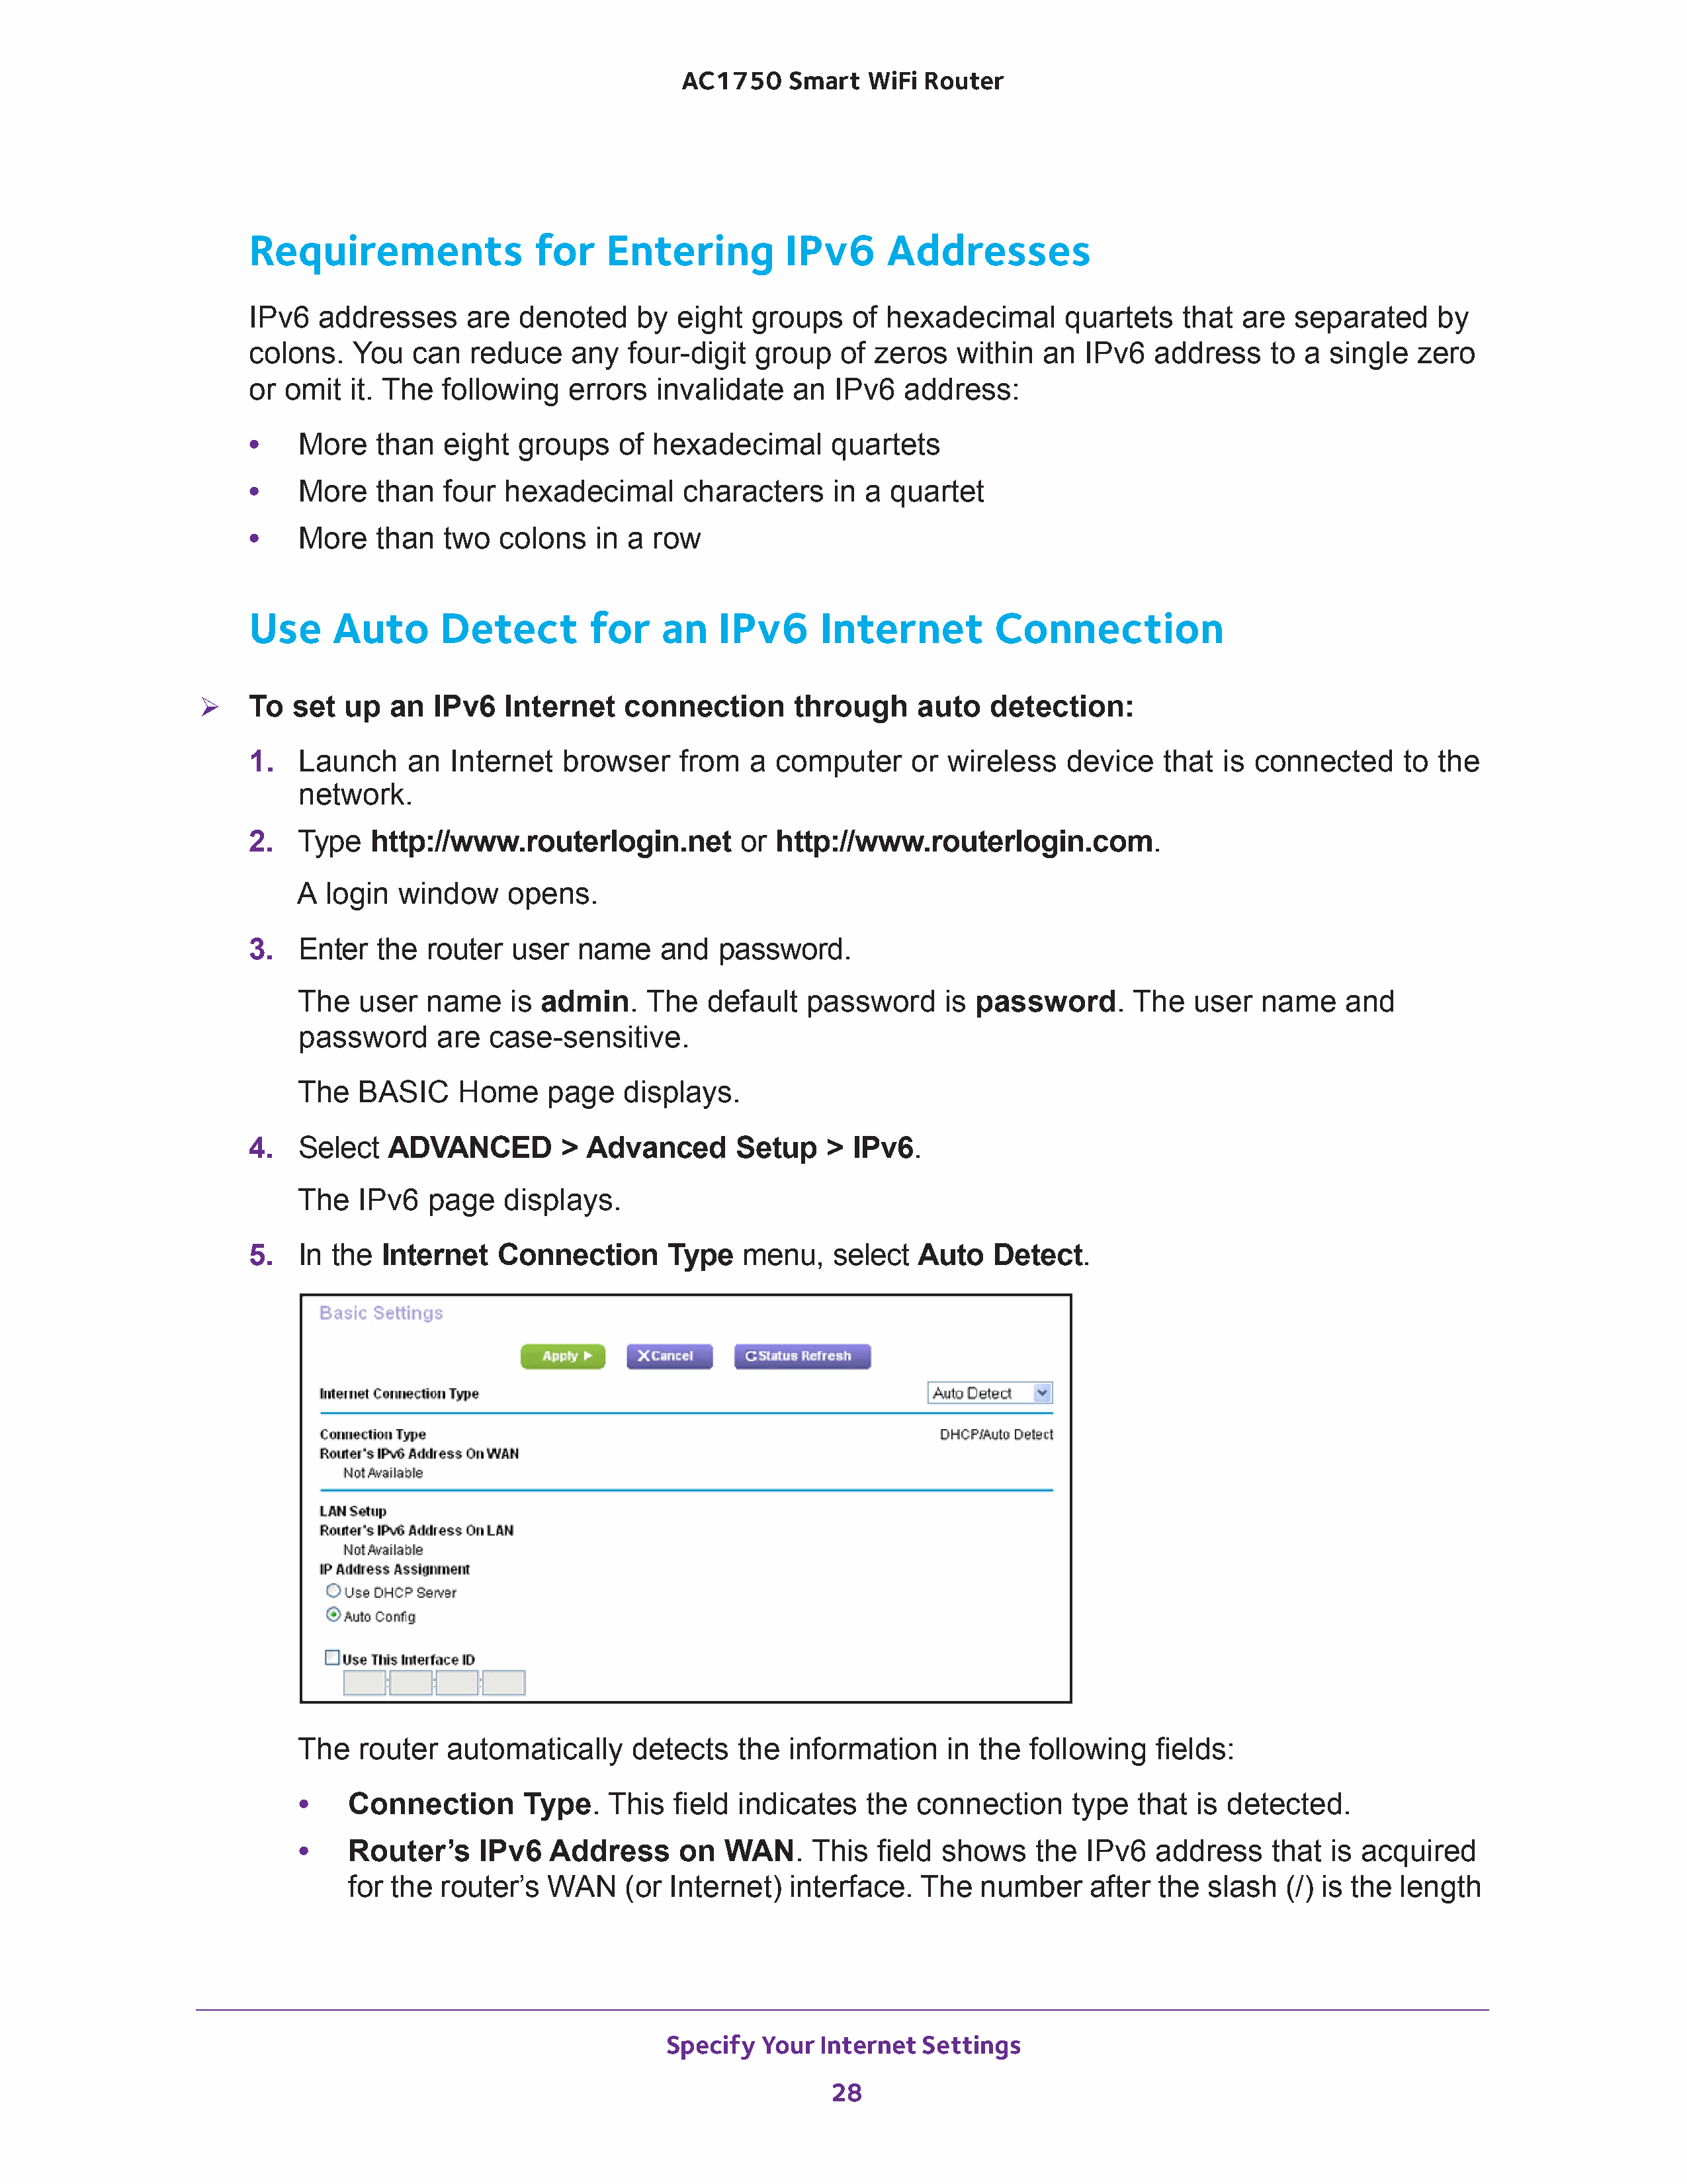 AC1750 Smart WiFi Router
Requirements for Entering IPv6 Addresses
IPv6 addresses are denoted by eight groups of hexadecimal quartets that are separated by
colons. You can reduce any four-digit group of zeros within an IPv6 address to a single zero
or omit it. The following errors invalidate an IPv6 address:
• More than eight groups of hexadecimal quartets
• More than four hexadecimal characters in a quartet
• More than two colons in a row
Use Auto Detect for an IPv6 Internet Connection
➢ To set up an IPv6 Internet connection through auto detection:
1. Launch an Internet browser from a computer or wireless device that is connected to the
network.
2. Type http://www.routerlogin.net or http://www.routerlogin.com.
A login window opens.
3. Enter the router user name and password.
The user name is admin. The default password is password. The user name and
password are case-sensitive.
The BASIC Home page displays.
4. Select ADVANCED > Advanced Setup > IPv6.
The IPv6 page displays.
5. In the Internet Connection Type menu, select Auto Detect.
Basic Settings
Apply ▶ X Cancel Status Refresh
Internet Connection Type Auto Detect
Connection Type DHCP/Auto Detect
Router's IPv6 Address On WAN
Not Available
LAN Setup
Router's IPv6 Address On LAN
Not Available
IP Address Assignment
Use DHCP Server
Auto Config
Use This Interface ID
: : :
The router automatically detects the information in the following fields:
• Connection Type. This field indicates the connection type that is detected.
• Router’s IPv6 Address on WAN. This field shows the IPv6 address that is acquired
for the router’s WAN (or Internet) interface. The number after the slash (/) is the length
Specify Your Internet Settings
28